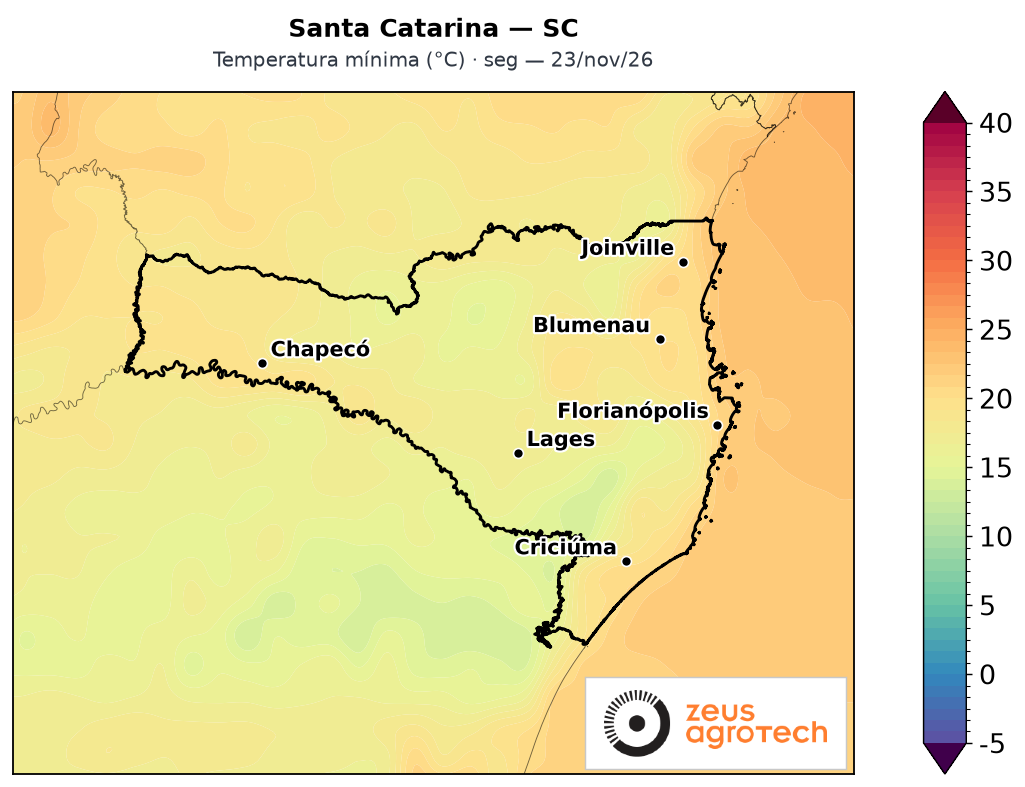 Santa Catarina — SC
Temperatura mínima (°C) · seg — 23/nov/26
Joinville
Blumenau
Chapecó
Florianópolis
Lages
Criciúma
40
35
30
25
20
15
10
5
0
-5
zeus
agrotech